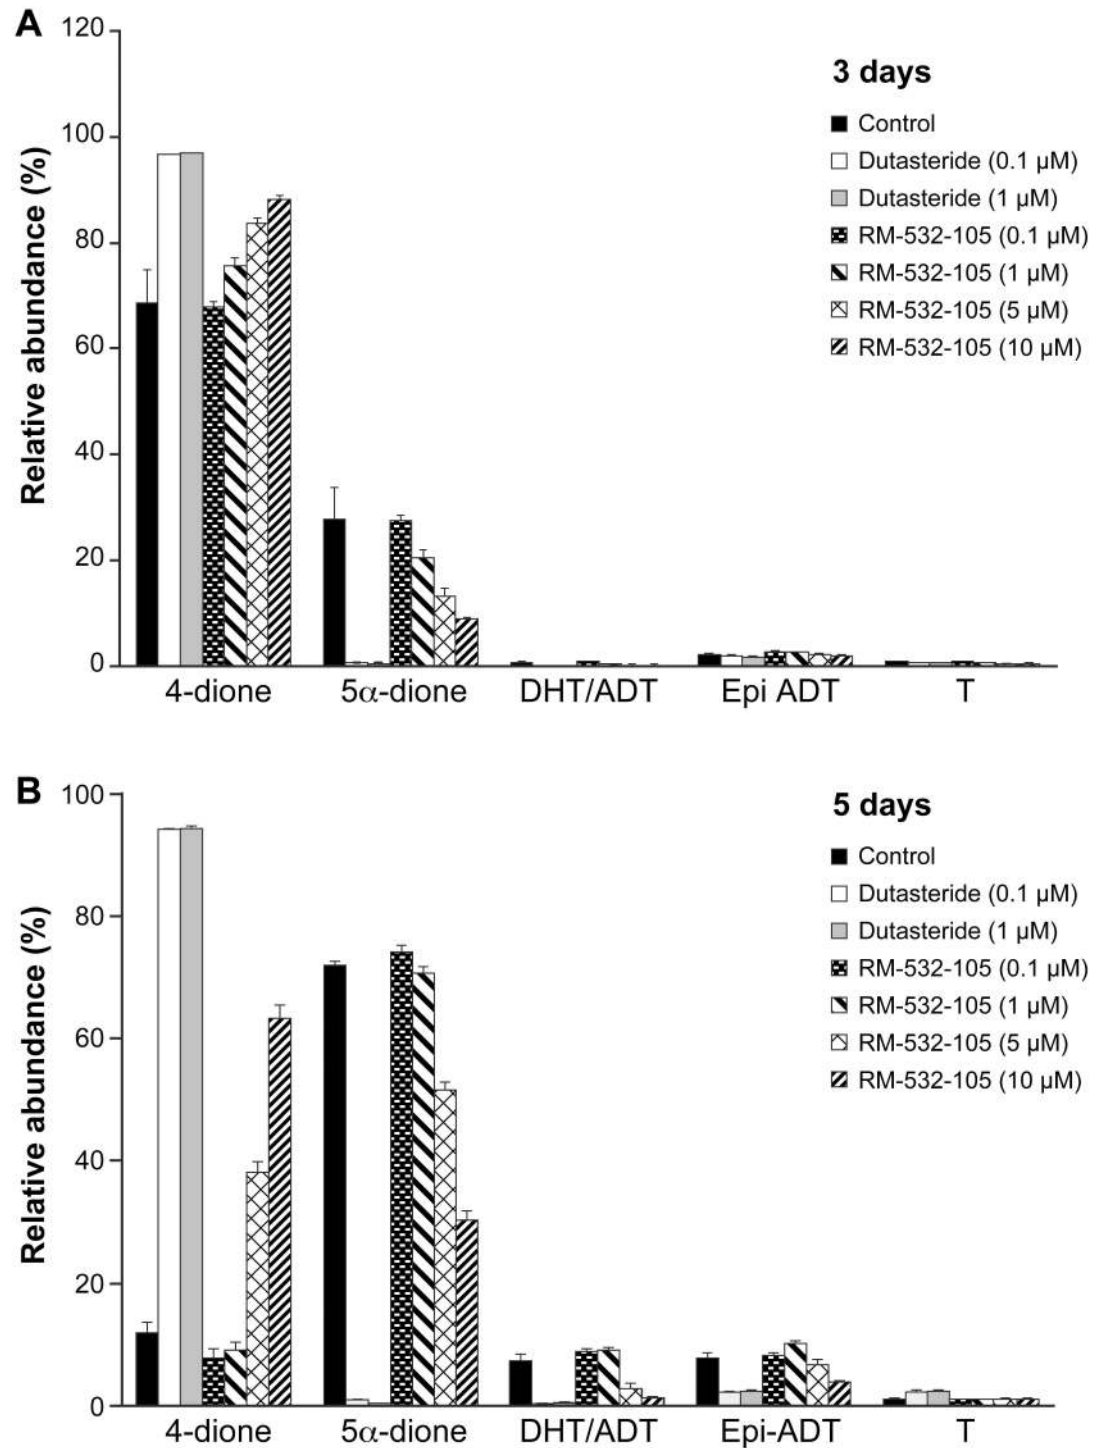 A
120
100
80
60
40
20
0
Relative abundance (%)
3 days
Control
Dutasteride (0.1 µM)
Dutasteride (1 µM)
RM-532-105 (0.1 µM)
RM-532-105 (1 µM)
RM-532-105 (5 µM)
RM-532-105 (10 µM)
4-dione 5α-dione DHT/ADT Epi ADT T
B
100
80
60
40
20
0
Relative abundance (%)
5 days
Control
Dutasteride (0.1 µM)
Dutasteride (1 µM)
RM-532-105 (0.1 µM)
RM-532-105 (1 µM)
RM-532-105 (5 µM)
RM-532-105 (10 µM)
4-dione 5α-dione DHT/ADT Epi-ADT T